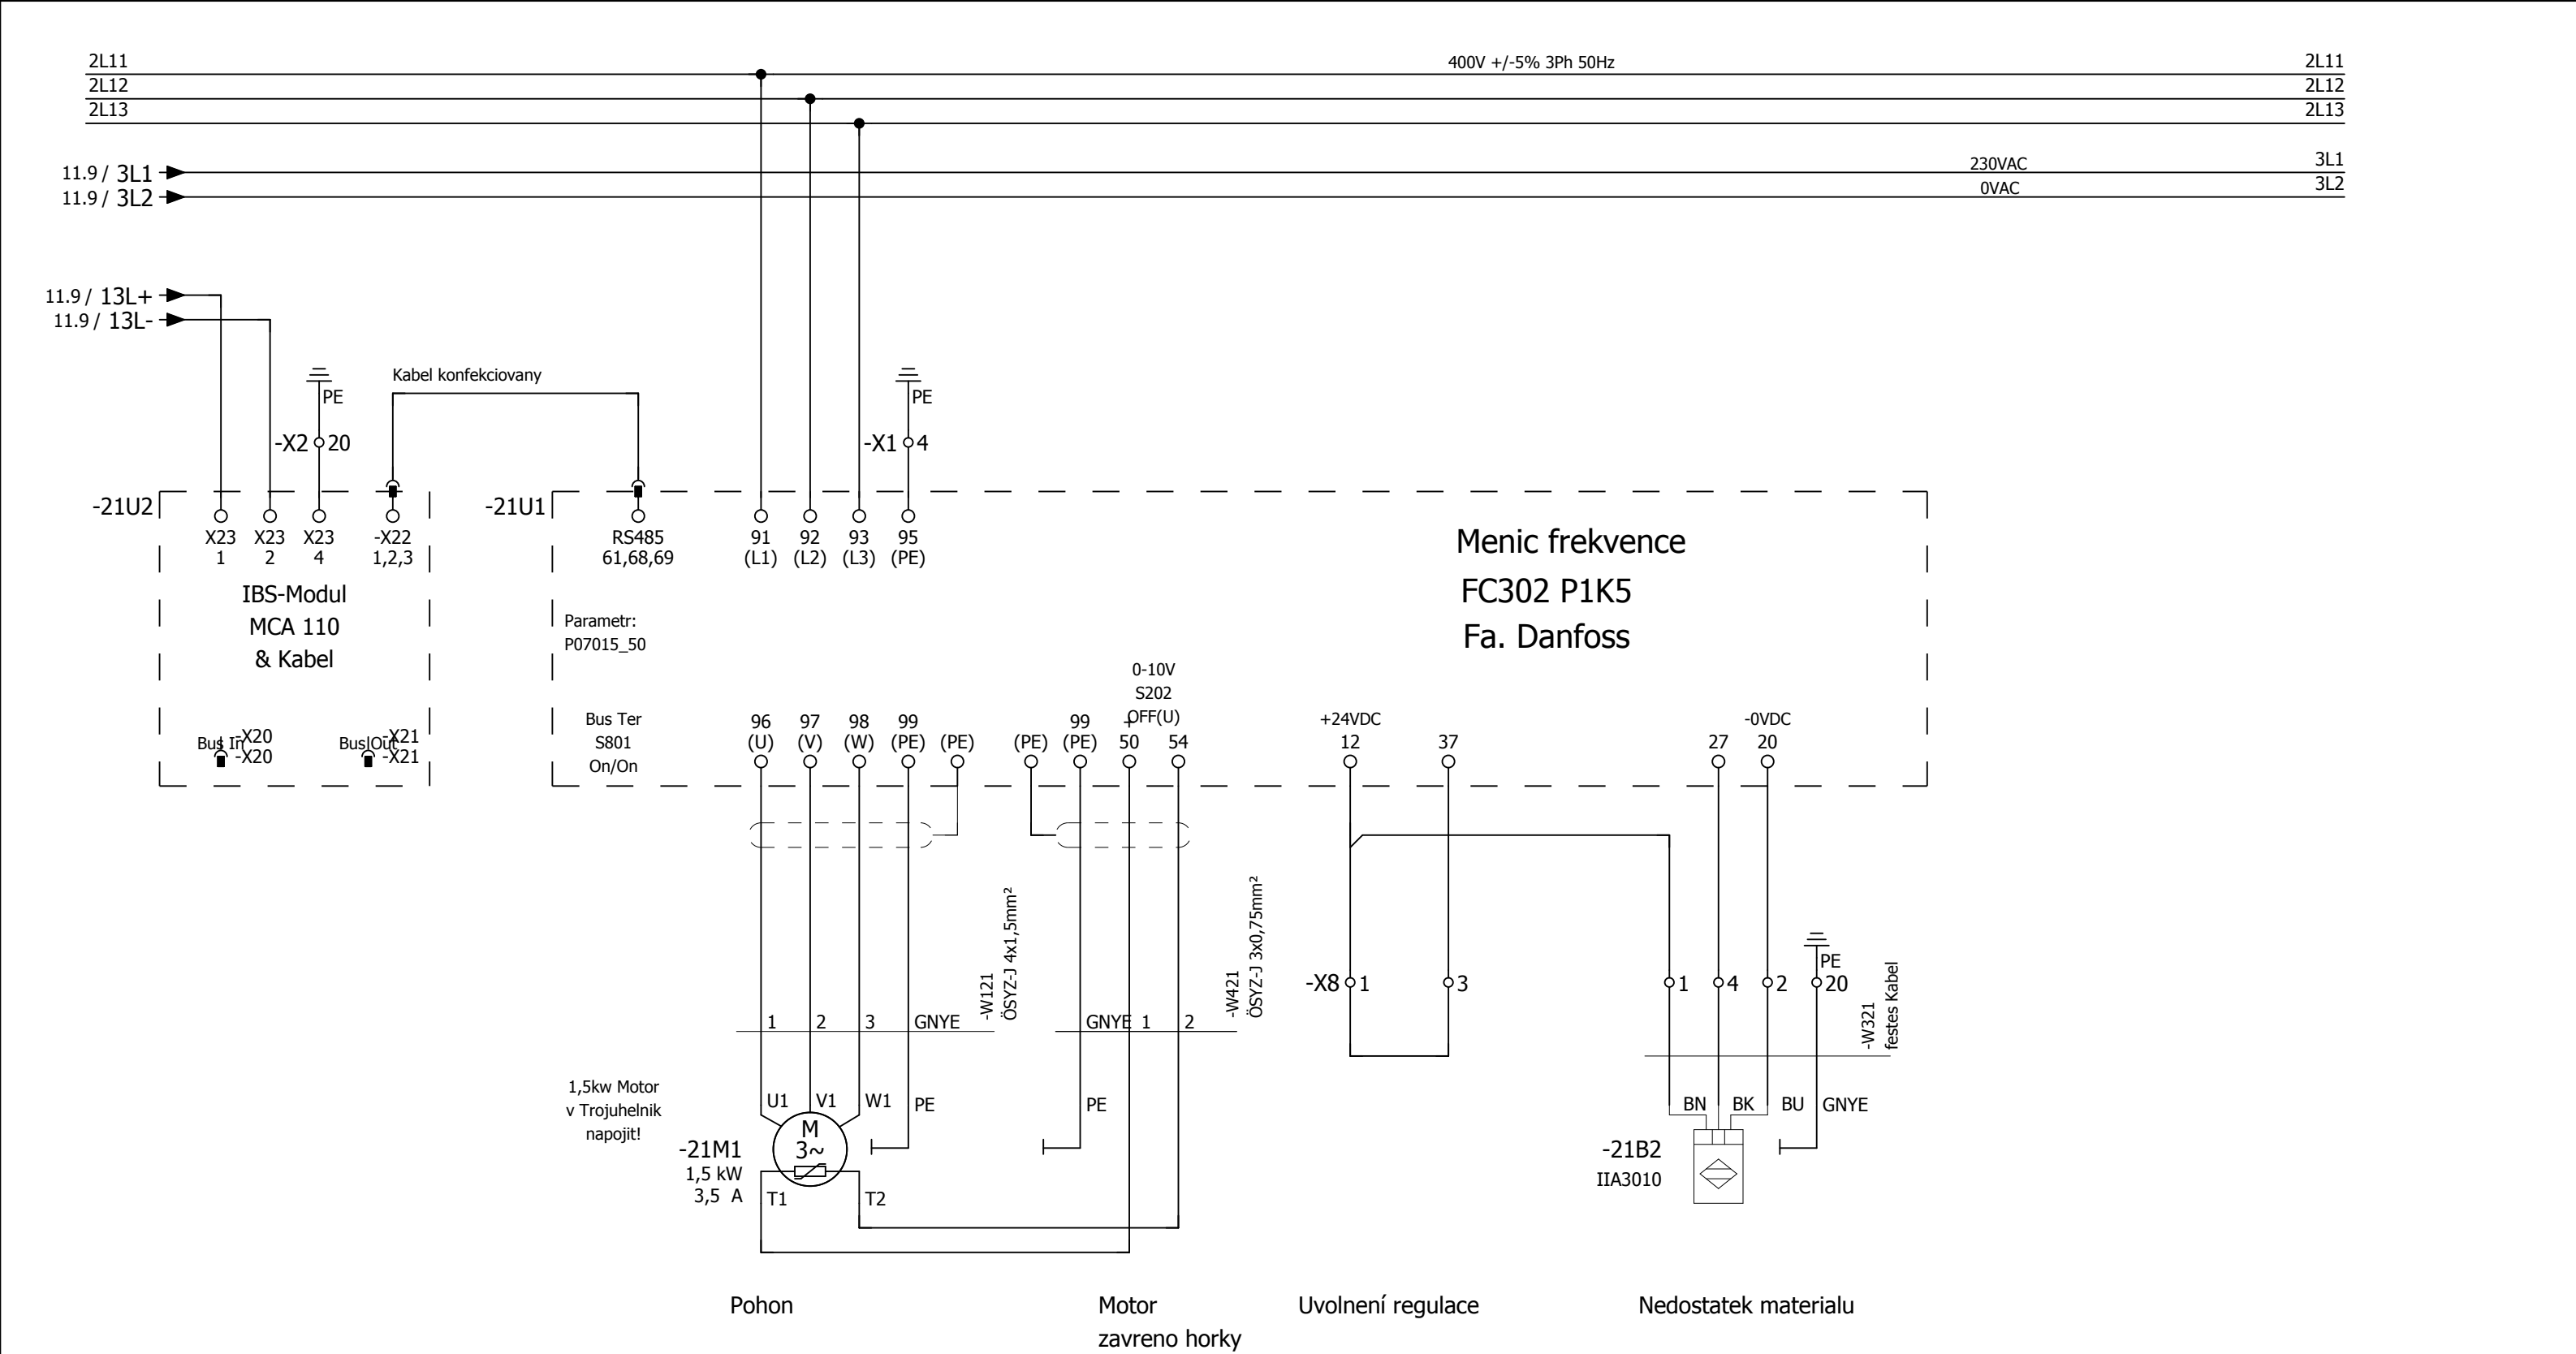 2L11
400V +/-5% 3Ph 50Hz
2L11
2L12
2L12
2L13
2L13
11.9 / 3L1
230VAC
3L1
11.9 / 3L2
0VAC
3L2
11.9 / 13L+
11.9 / 13L-
Kabel konfekciovany
PE
PE
-X2 20
-X1 4
-21U2
-21U1
X23 X23 X23 -X22
1 2 4 1,2,3
RS485
61,68,69
91 92 93 95
(L1) (L2) (L3) (PE)
Menic frekvence
FC302 P1K5
Fa. Danfoss
IBS-Modul
MCA 110
& Kabel
Parametr:
P07015_50
0-10V
S202
OFF(U)
Bus In
-X20
-X20
Bus Out
-X21
-X21
Bus Ter
S801
On/On
96 97 98 99
(U) (V) (W) (PE) (PE)
99 +
(PE) (PE) 50 54
+24VDC
12 37
-0VDC
27 20
-W121
ÖSYZ-J 4x1,5mm²
-W421
ÖSYZ-J 3x0,75mm²
-X8 1 3
1 4 2 20
PE
-W321
festes Kabel
1 2 3 GNYE
GNYE 1 2
1,5kw Motor
v Trojuhelnik
napojit!
U1 V1 W1 PE
PE
BN BK BU GNYE
M
3~
-21M1
1,5 kW
3,5 A
T1 T2
-21B2
IIA3010
Pohon
Motor
zavreno horky
Uvolnení regulace
Nedostatek materialu